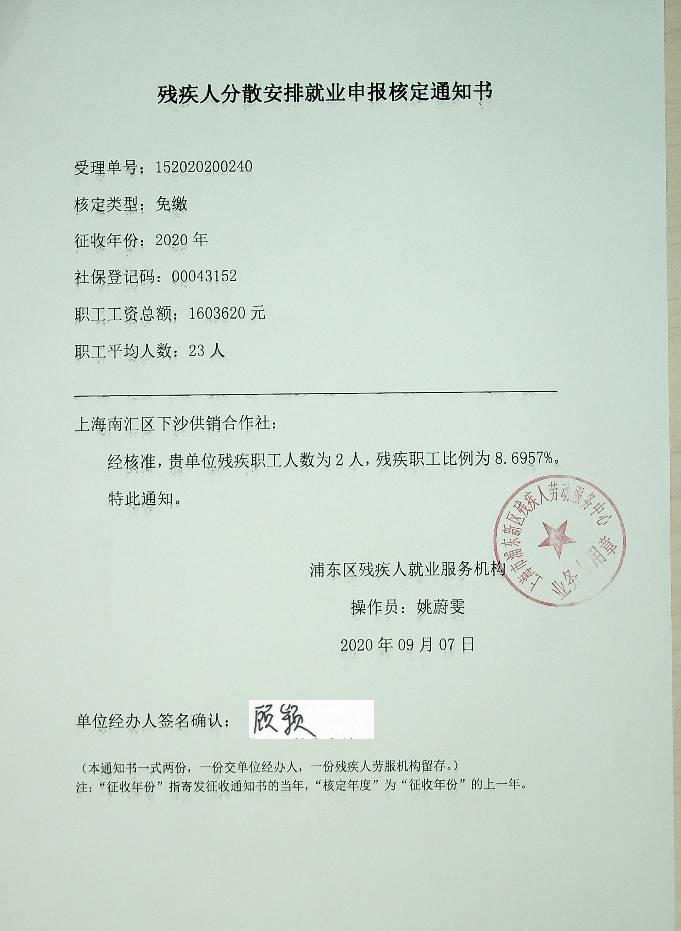 残疾人分散安排就业申报核定通知书
受理单号：152020200240
核定类型：免缴
征收年份：2020 年
社保登记码：00043152
职工工资总额：1603620 元
职工平均人数：23 人
上海南汇区下沙供销合作社：
经核准，贵单位残疾职工人数为 2 人，残疾职工比例为 8.6957%。
特此通知。
上海市浦东新区残疾人劳动服务中心
业务专用章
浦东区残疾人就业服务机构
操作员：姚蔚雯
2020 年 09 月 07 日
单位经办人签名确认：顾颖
（本通知书一式两份，一份交单位经办人，一份残疾人劳服机构留存。）
注：“征收年份”指寄发征收通知书的当年，“核定年度”为“征收年份”的上一年。